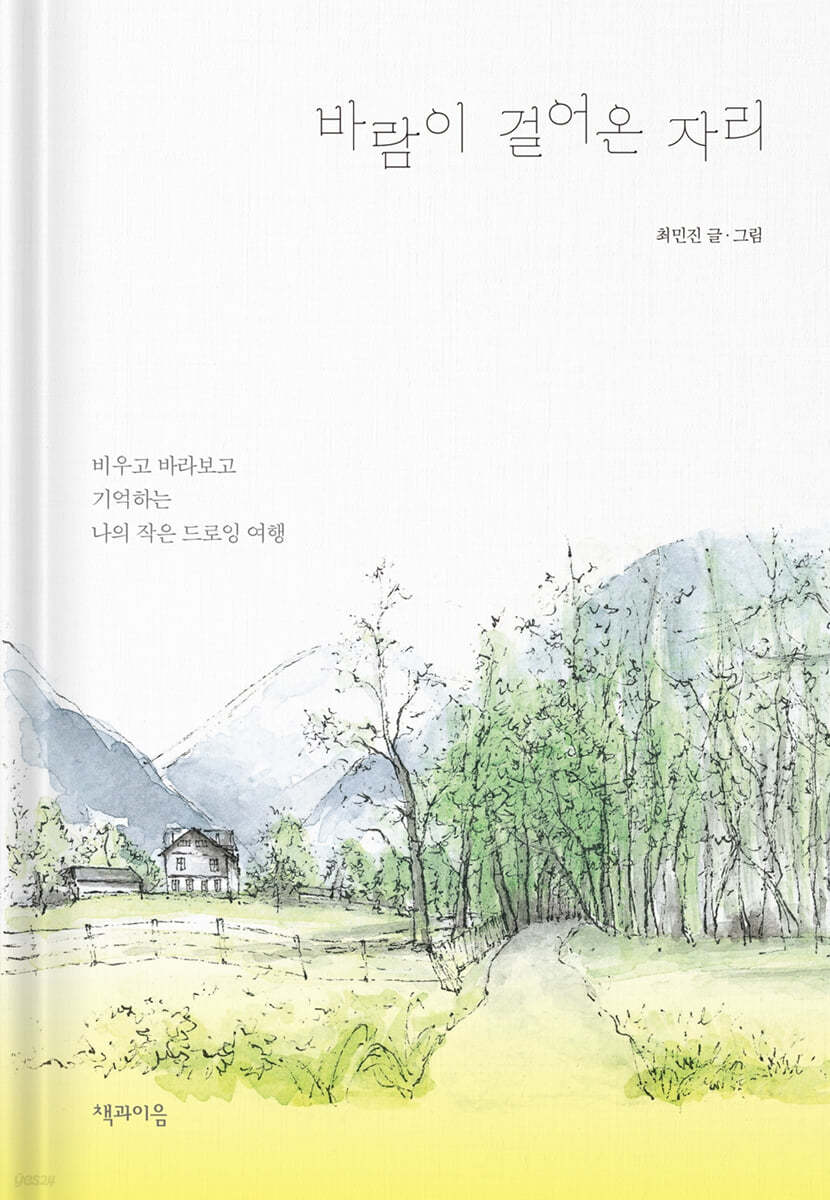 바람이 걸어온 자리
최민진 글·그림
비우고 바라보고
기억하는
나의 작은 드로잉 여행
책과이음
yes24